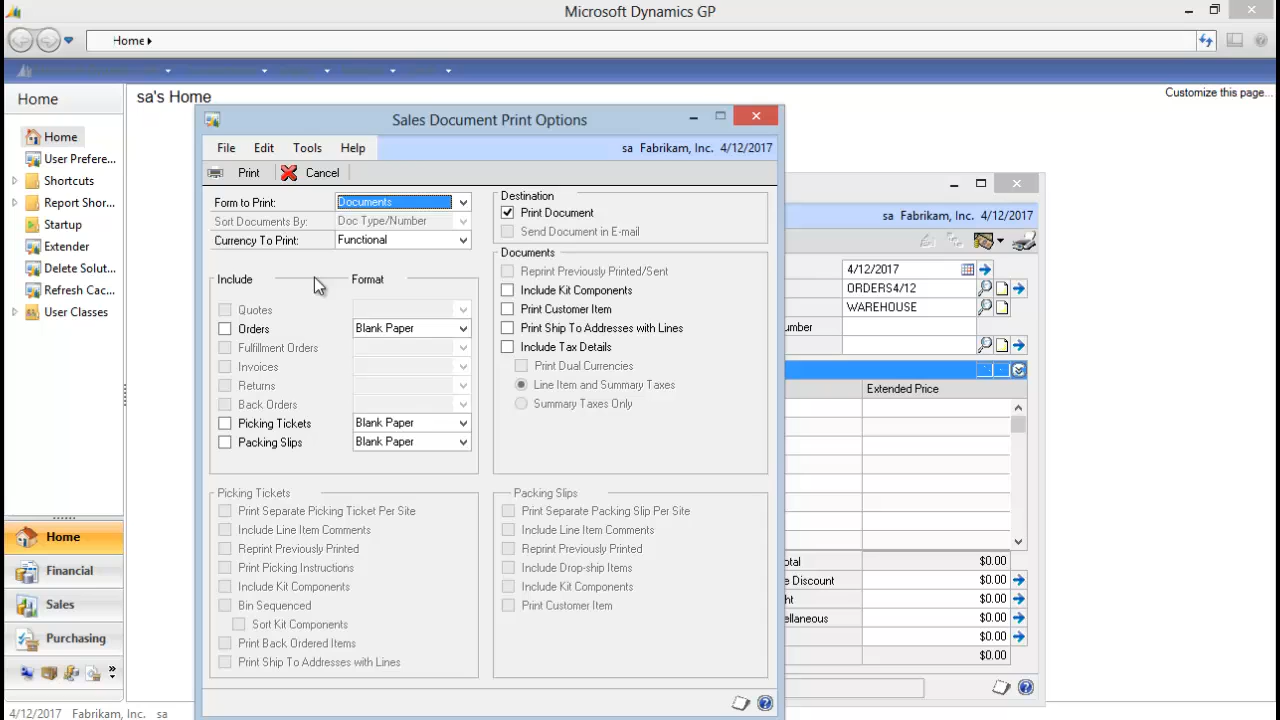 Microsoft Dynamics GP
Home
Home
sa's Home
Customize this page...
Home
User Prefere...
Shortcuts
Report Shor...
Startup
Extender
Delete Solut...
Refresh Cac...
User Classes
Home
Financial
Sales
Purchasing
4/12/2017 Fabrikam, Inc. sa
Sales Document Print Options
File Edit Tools Help
sa Fabrikam, Inc. 4/12/2017
Print Cancel
Form to Print: Documents
Sort Documents By: Doc Type/Number
Currency To Print: Functional
Include Format
Quotes
Orders Blank Paper
Fulfillment Orders
Invoices
Returns
Back Orders
Picking Tickets Blank Paper
Packing Slips Blank Paper
Destination
Print Document
Send Document in E-mail
Documents
Reprint Previously Printed/Sent
Include Kit Components
Print Customer Item
Print Ship To Addresses with Lines
Include Tax Details
Print Dual Currencies
Line Item and Summary Taxes
Summary Taxes Only
Picking Tickets
Print Separate Picking Ticket Per Site
Include Line Item Comments
Reprint Previously Printed
Print Picking Instructions
Include Kit Components
Bin Sequenced
Sort Kit Components
Print Back Ordered Items
Print Ship To Addresses with Lines
Packing Slips
Print Separate Packing Slip Per Site
Include Line Item Comments
Reprint Previously Printed
Include Drop-ship Items
Include Kit Components
Print Customer Item
sa Fabrikam, Inc. 4/12/2017
4/12/2017
ORDERS4/12
WAREHOUSE
umber
Extended Price
otal $0.00
e Discount $0.00
ht $0.00
ellaneous $0.00
$0.00
$0.00